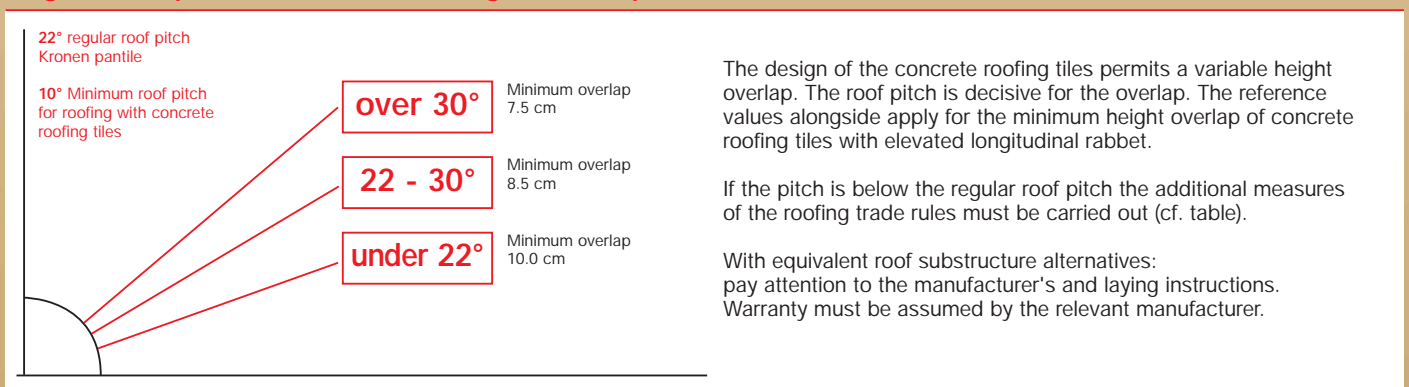 22° regular roof pitch
Kronen pantile
10° Minimum roof pitch
for roofing with concrete
roofing tiles
over 30°
Minimum overlap
7.5 cm
22 - 30°
Minimum overlap
8.5 cm
under 22°
Minimum overlap
10.0 cm
The design of the concrete roofing tiles permits a variable height
overlap. The roof pitch is decisive for the overlap. The reference
values alongside apply for the minimum height overlap of concrete
roofing tiles with elevated longitudinal rabbet.
If the pitch is below the regular roof pitch the additional measures
of the roofing trade rules must be carried out (cf. table).
With equivalent roof substructure alternatives:
pay attention to the manufacturer's and laying instructions.
Warranty must be assumed by the relevant manufacturer.